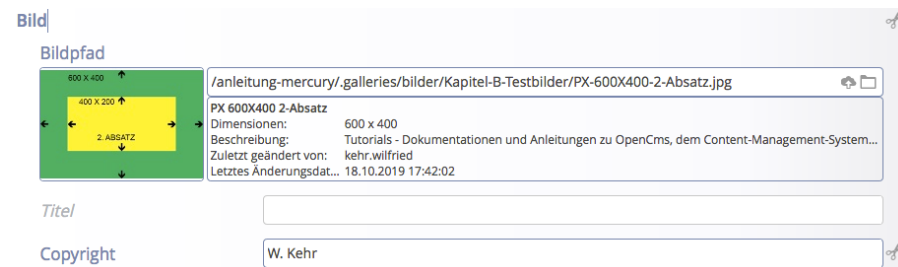 Bild
Bildpfad
600 X 400
400 X 200
2. ABSATZ
/anleitung-mercury/.galleries/bilder/Kapitel-B-Testbilder/PX-600X400-2-Absatz.jpg
PX 600X400 2-Absatz
Dimensionen: 600 x 400
Beschreibung: Tutorials - Dokumentationen und Anleitungen zu OpenCms, dem Content-Management-System...
Zuletzt geändert von: kehr.wilfried
Letztes Änderungsdat... 18.10.2019 17:42:02
Titel
Copyright W. Kehr